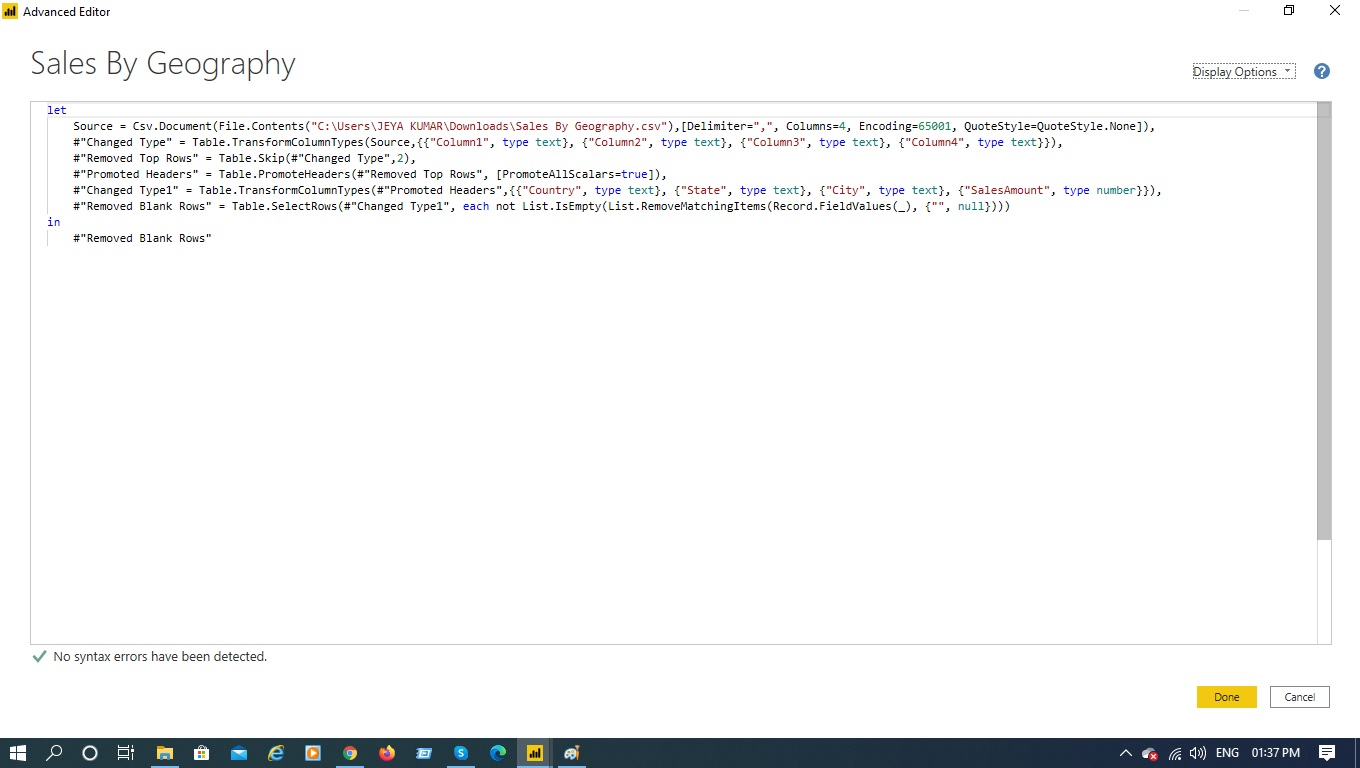 Advanced Editor
Sales By Geography
Display Options
?
let
    Source = Csv.Document(File.Contents("C:\Users\JEYA KUMAR\Downloads\Sales By Geography.csv"),[Delimiter=",", Columns=4, Encoding=65001, QuoteStyle=QuoteStyle.None]),
    #"Changed Type" = Table.TransformColumnTypes(Source,{{"Column1", type text}, {"Column2", type text}, {"Column3", type text}, {"Column4", type text}}),
    #"Removed Top Rows" = Table.Skip(#"Changed Type",2),
    #"Promoted Headers" = Table.PromoteHeaders(#"Removed Top Rows", [PromoteAllScalars=true]),
    #"Changed Type1" = Table.TransformColumnTypes(#"Promoted Headers",{{"Country", type text}, {"State", type text}, {"City", type text}, {"SalesAmount", type number}}),
    #"Removed Blank Rows" = Table.SelectRows(#"Changed Type1", each not List.IsEmpty(List.RemoveMatchingItems(Record.FieldValues(_), {"", null})))
in
    #"Removed Blank Rows"
No syntax errors have been detected.
Done
Cancel
ENG
01:37 PM